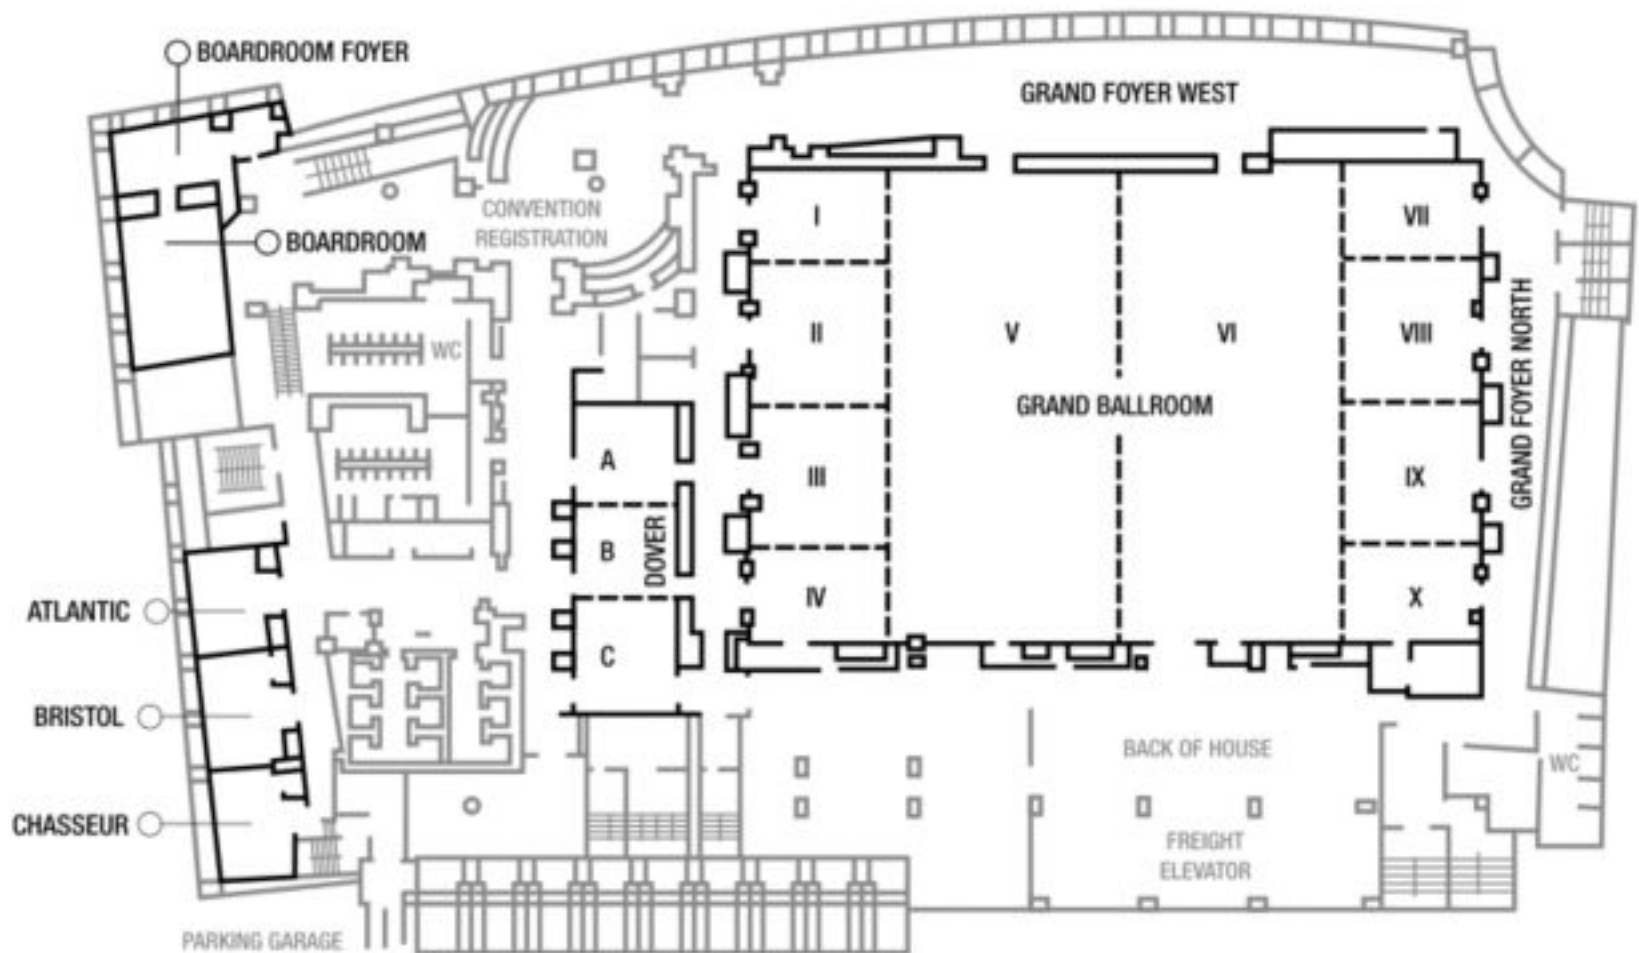 BOARDROOM FOYER
GRAND FOYER WEST
CONVENTION
REGISTRATION
BOARDROOM
I
VII
II
V
VI
VIII
WC
GRAND BALLROOM
GRAND FOYER NORTH
A
III
IX
B
DOVER
IV
X
ATLANTIC
C
BRISTOL
BACK OF HOUSE
WC
CHASSEUR
FREIGHT
ELEVATOR
PARKING GARAGE